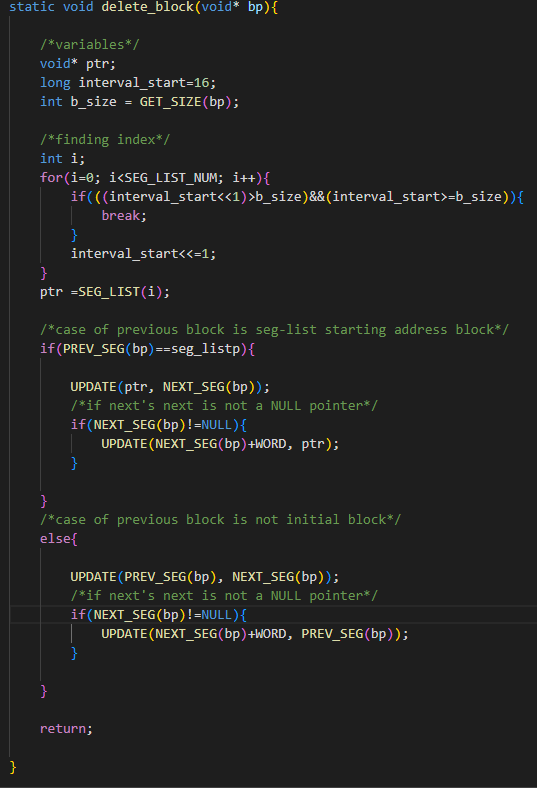 static void delete_block(void* bp){
/*variables*/
void* ptr;
long interval_start=16;
int b_size = GET_SIZE(bp);
/*finding index*/
int i;
for(i=0; i<SEG_LIST_NUM; i++){
if(((interval_start<<1)>b_size)&&(interval_start>=b_size)){
break;
}
interval_start<<=1;
}
ptr =SEG_LIST(i);
/*case of previous block is seg-list starting address block*/
if(PREV_SEG(bp)==seg_listp){
UPDATE(ptr, NEXT_SEG(bp));
/*if next's next is not a NULL pointer*/
if(NEXT_SEG(bp)!=NULL){
UPDATE(NEXT_SEG(bp)+WORD, ptr);
}
}
/*case of previous block is not initial block*/
else{
UPDATE(PREV_SEG(bp), NEXT_SEG(bp));
/*if next's next is not a NULL pointer*/
if(NEXT_SEG(bp)!=NULL){
UPDATE(NEXT_SEG(bp)+WORD, PREV_SEG(bp));
}
}
return;
}